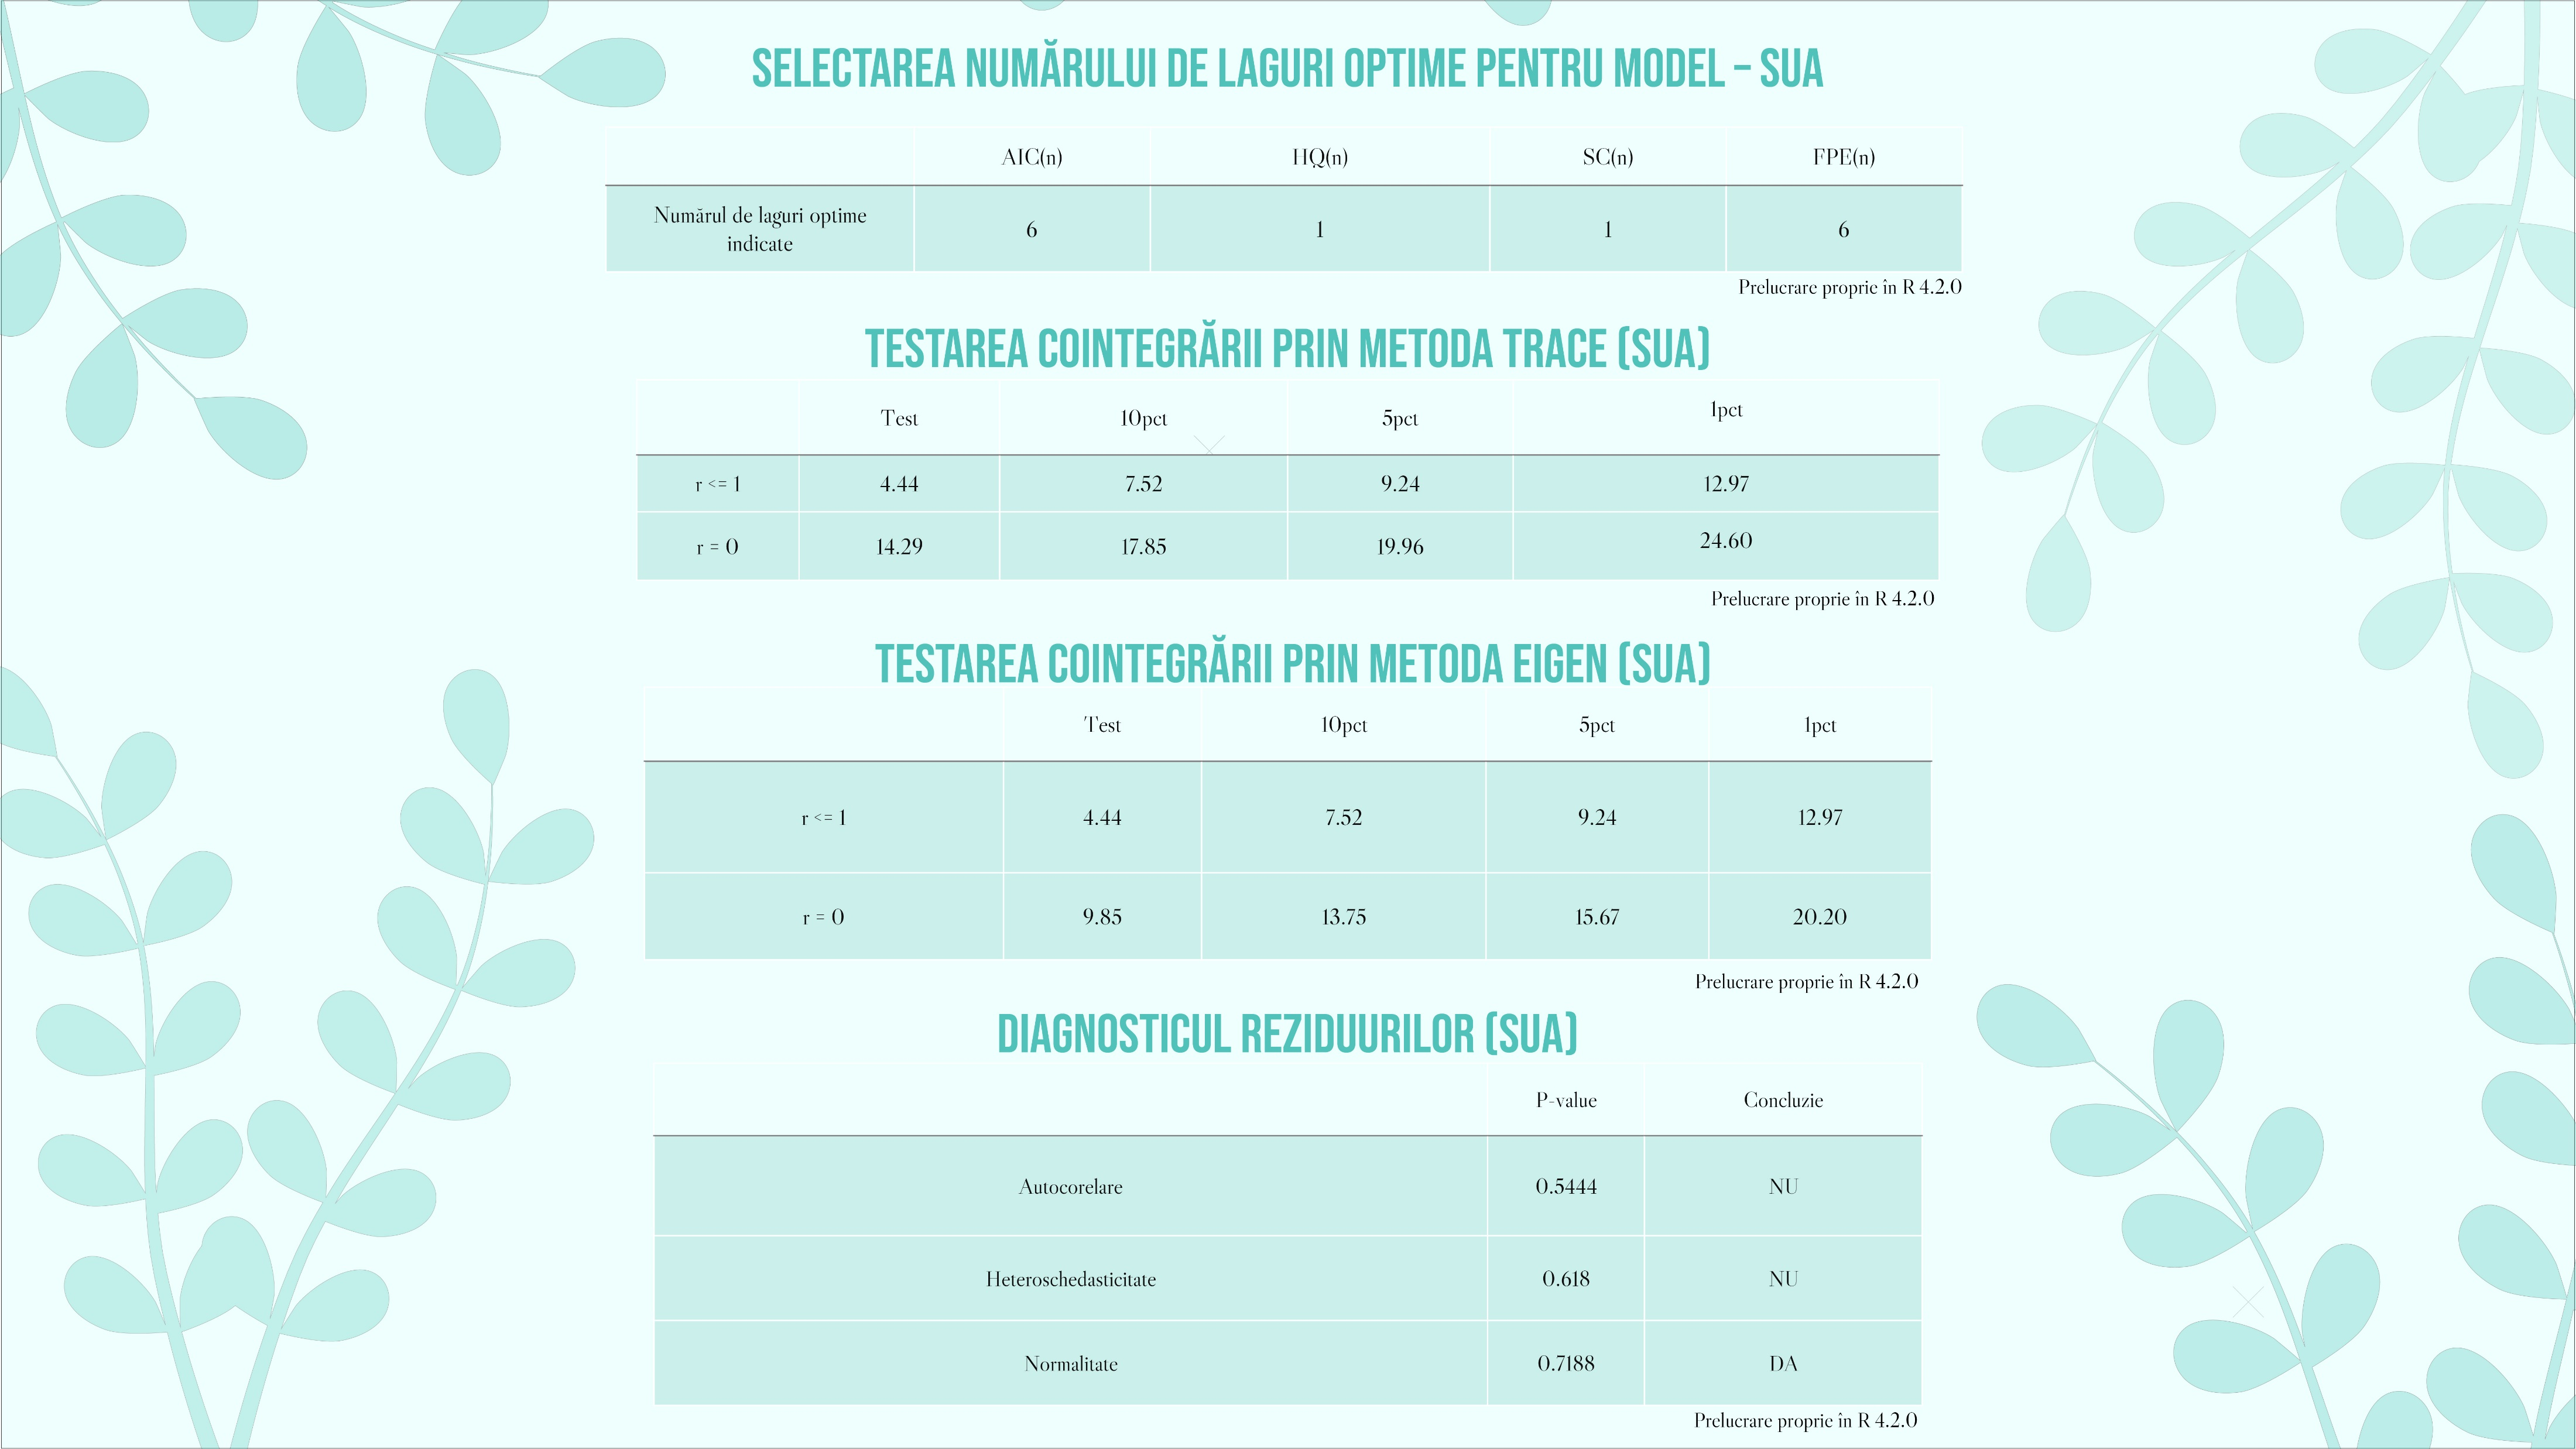 SELECTAREA NUMĂRULUI DE LAGURI OPTIME PENTRU MODEL – SUA
AIC(n) HQ(n) SC(n) FPE(n)
Numărul de laguri optime
indicate
6 1 1 6
Prelucrare proprie în R 4.2.0
TESTAREA COINTEGRĂRII PRIN METODA TRACE (SUA)
Test 10pct 5pct 1pct
r <= 1 4.44 7.52 9.24 12.97
r = 0 14.29 17.85 19.96 24.60
Prelucrare proprie în R 4.2.0
TESTAREA COINTEGRĂRII PRIN METODA EIGEN (SUA)
Test 10pct 5pct 1pct
r <= 1 4.44 7.52 9.24 12.97
r = 0 9.85 13.75 15.67 20.20
Prelucrare proprie în R 4.2.0
DIAGNOSTICUL REZIDUURILOR (SUA)
P-value Concluzie
Autocorelare 0.5444 NU
Heteroschedasticitate 0.618 NU
Normalitate 0.7188 DA
Prelucrare proprie în R 4.2.0